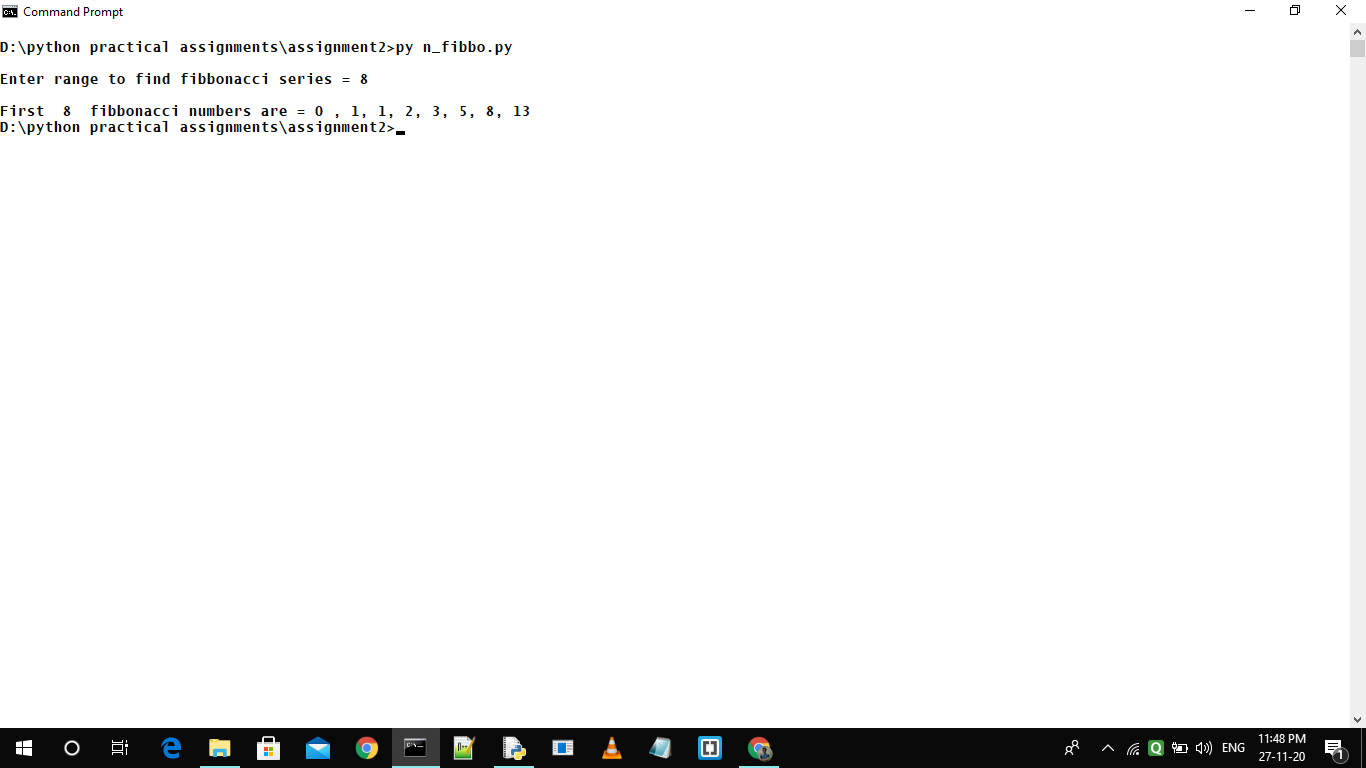 Command Prompt
D:\python practical assignments\assignment2>py n_fibbo.py
Enter range to find fibbonacci series = 8
First  8  fibbonacci numbers are = 0 , 1, 1, 2, 3, 5, 8, 13
D:\python practical assignments\assignment2>
ENG
11:48 PM
27-11-20
1